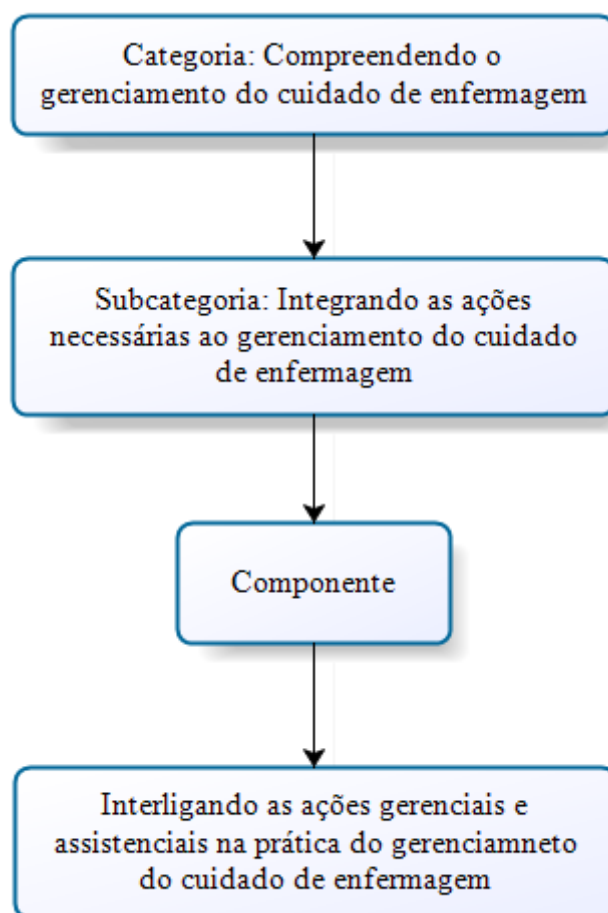 Categoria: Compreendendo o
gerenciamento do cuidado de enfermagem
Subcategoria: Integrando as ações
necessárias ao gerenciamento do cuidado
de enfermagem
Componente
Interligando as ações gerenciais e
assistenciais na prática do gerenciamneto
do cuidado de enfermagem